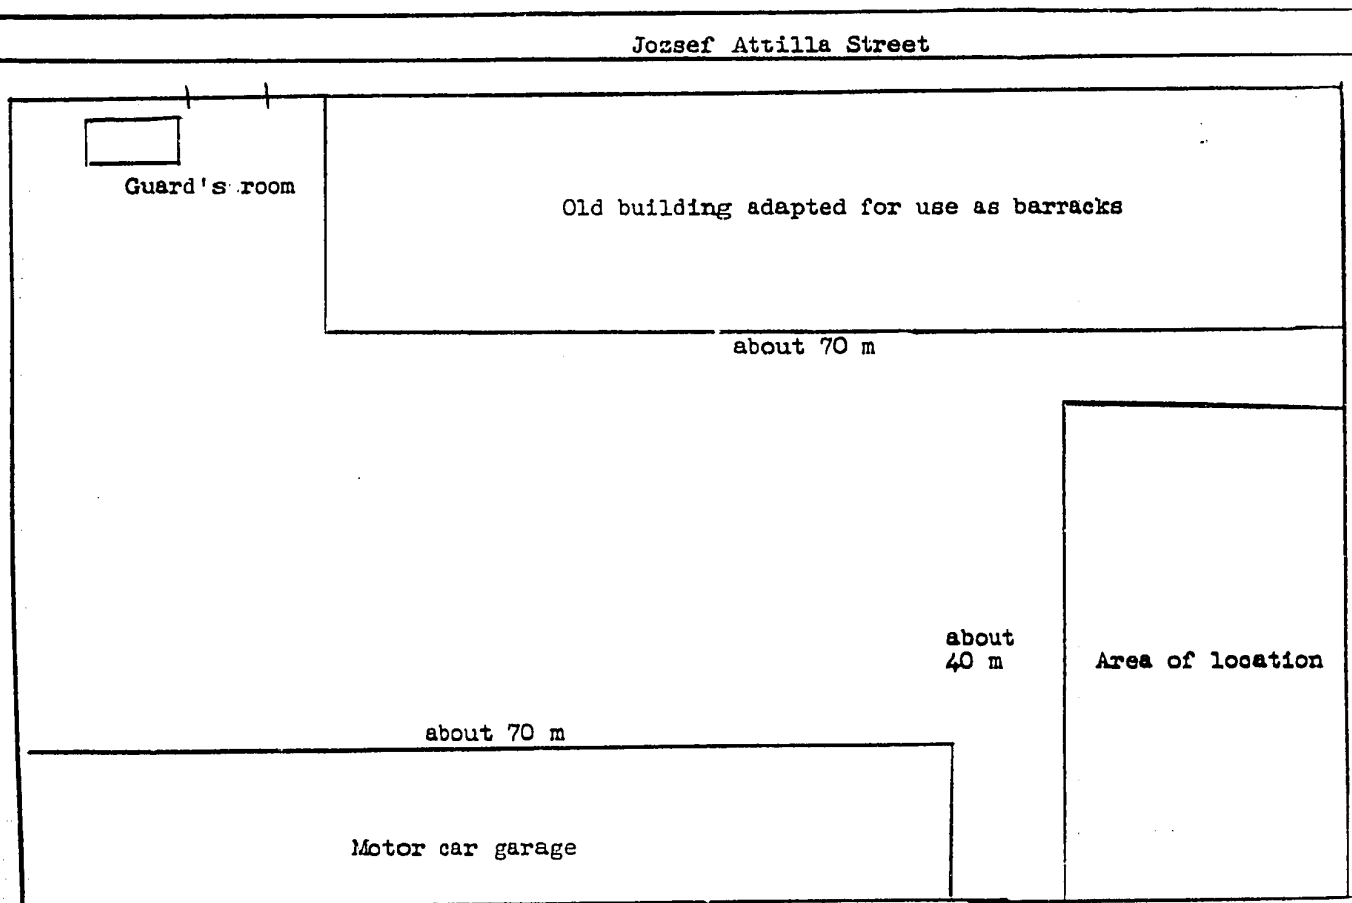 Jozsef Attilla Street
Guard's room
Old building adapted for use as barracks
about 70 m
about
40 m
Area of location
about 70 m
Motor car garage